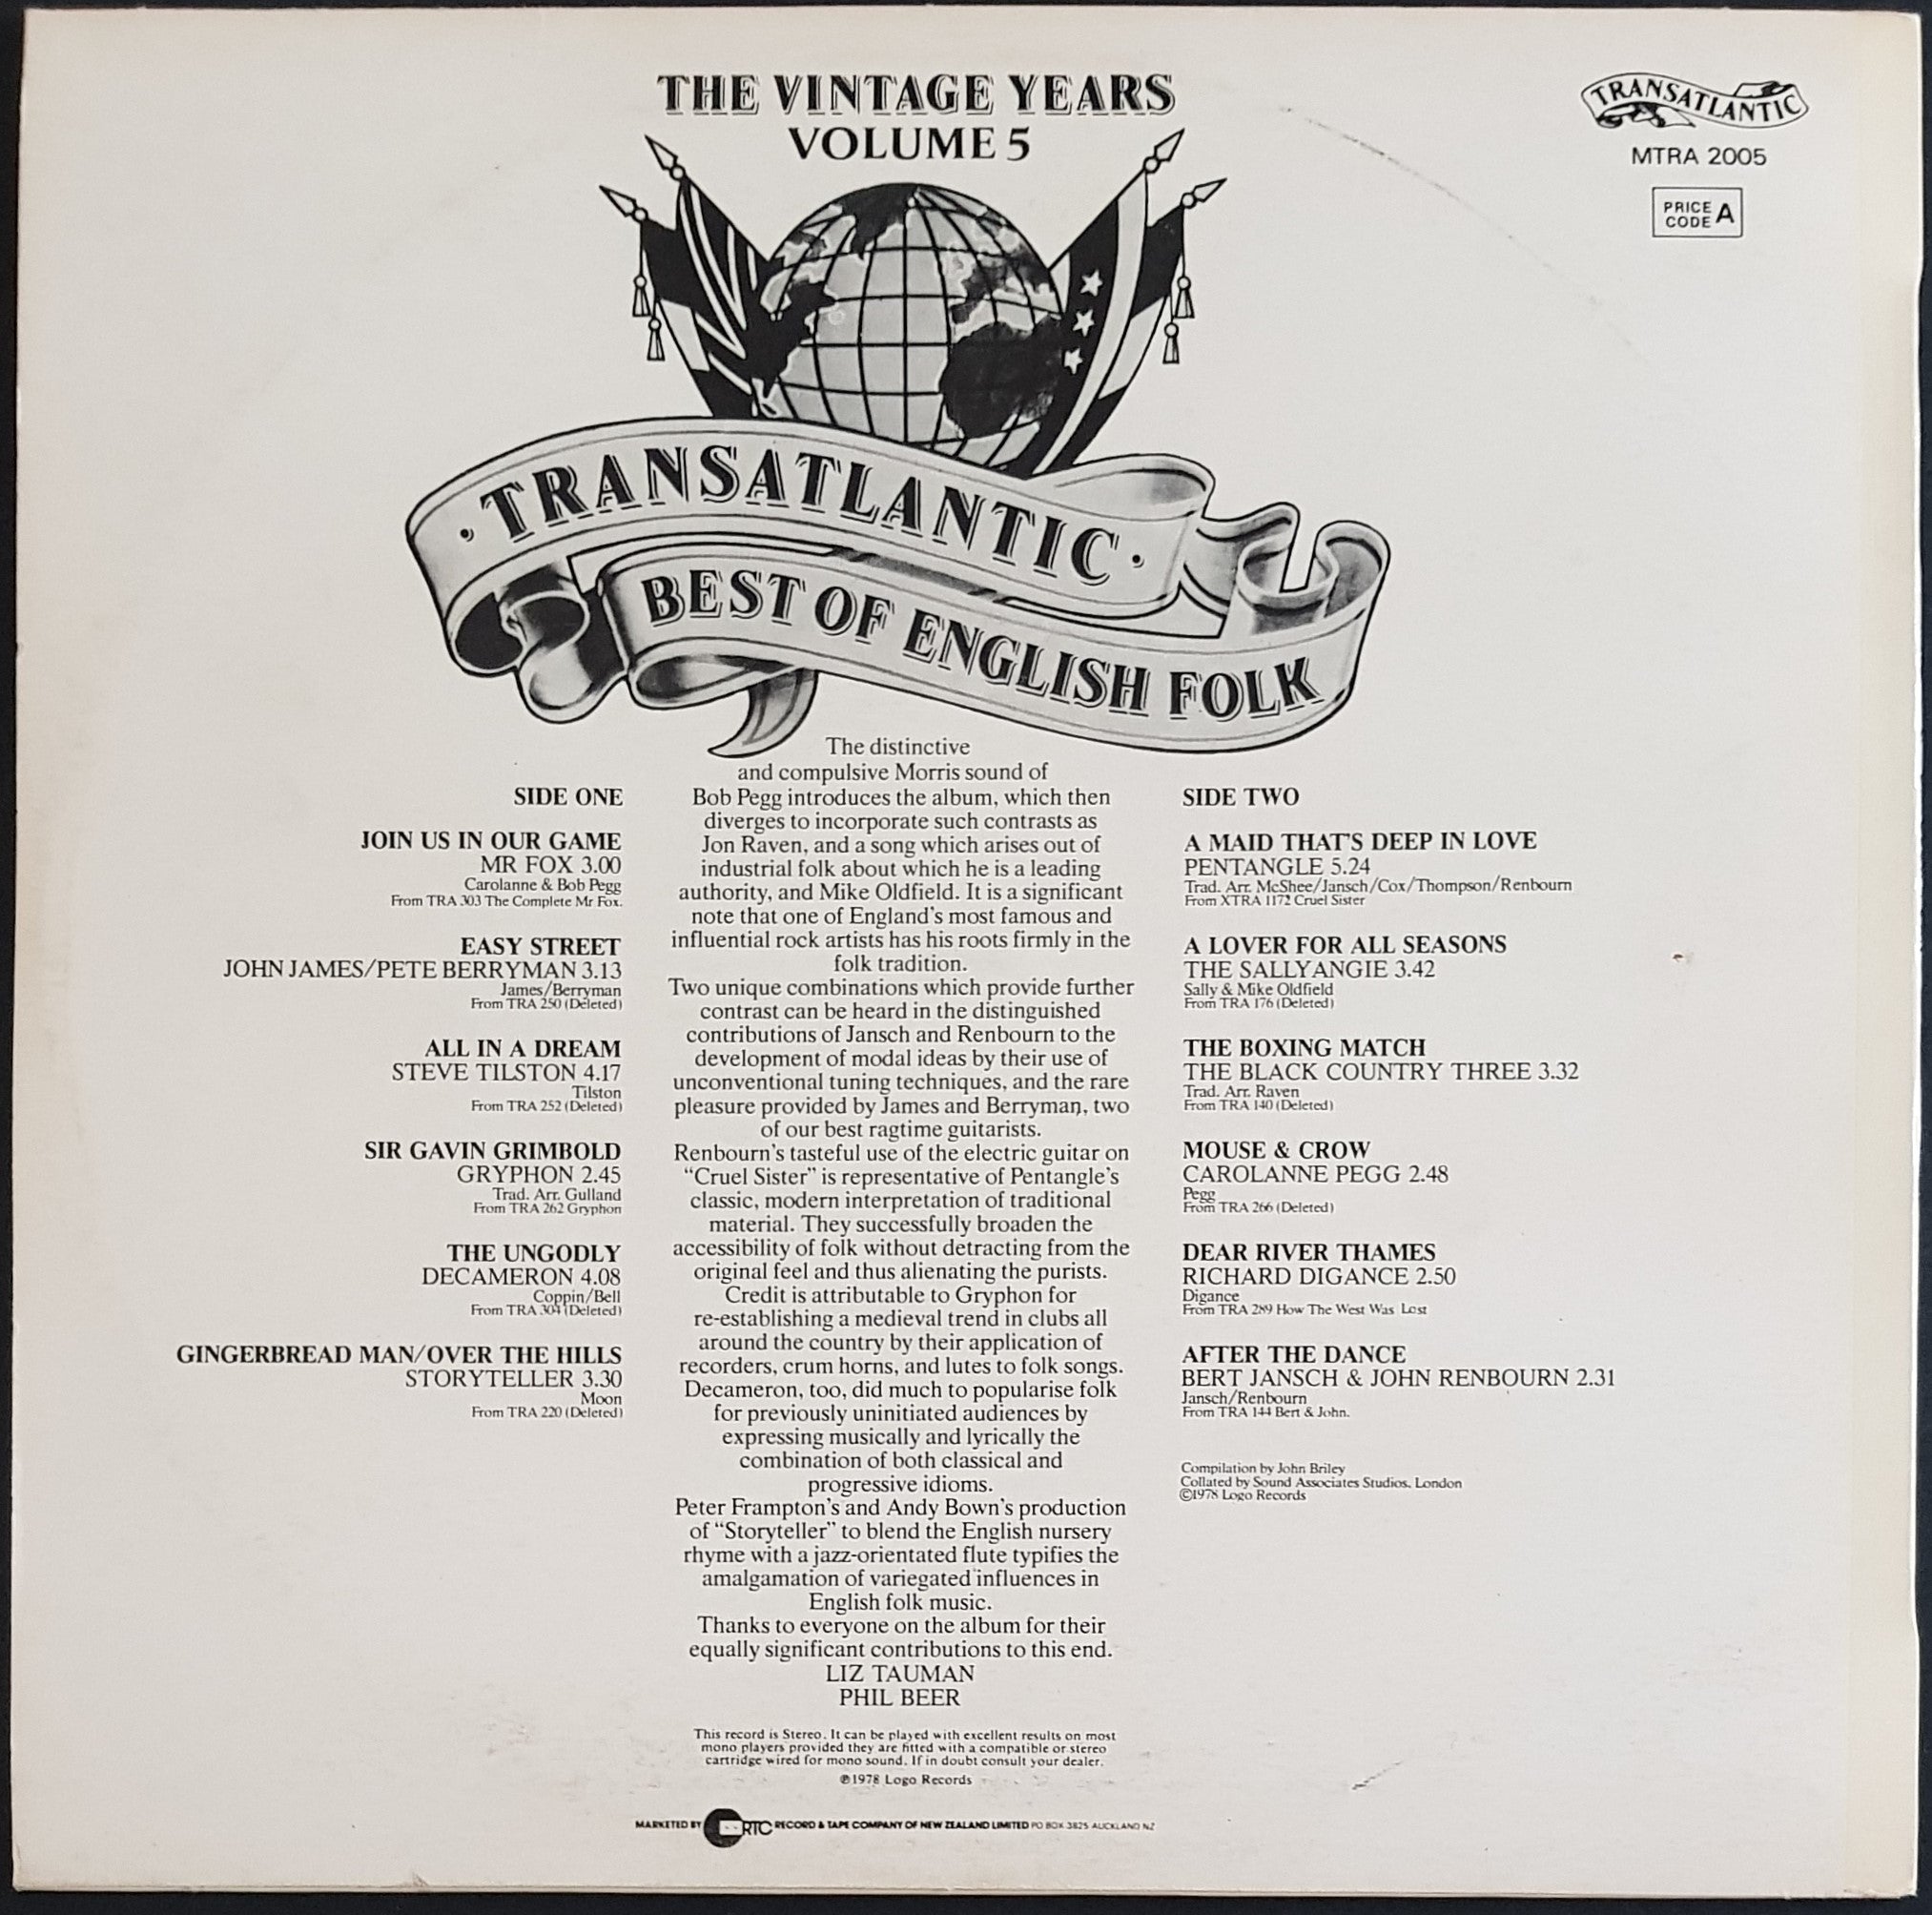 THE VINTAGE YEARS
VOLUME 5
TRANSATLANTIC
MTRA 2005
PRICE
CODE A
· TRANSATLANTIC ·
BEST OF ENGLISH FOLK
SIDE ONE
JOIN US IN OUR GAME
MR FOX 3.00
Carolanne & Bob Pegg
From TRA 303 The Complete Mr Fox.
EASY STREET
JOHN JAMES/PETE BERRYMAN 3.13
James/Berryman
From TRA 250 (Deleted)
ALL IN A DREAM
STEVE TILSTON 4.17
Tilston
From TRA 252 (Deleted)
SIR GAVIN GRIMBOLD
GRYPHON 2.45
Trad. Arr. Gulland
From TRA 262 Gryphon
THE UNGODLY
DECAMERON 4.08
Coppin/Bell
From TRA 304 (Deleted)
GINGERBREAD MAN/OVER THE HILLS
STORYTELLER 3.30
Moon
From TRA 220 (Deleted)
The distinctive
and compulsive Morris sound of
Bob Pegg introduces the album, which then
diverges to incorporate such contrasts as
Jon Raven, and a song which arises out of
industrial folk about which he is a leading
authority, and Mike Oldfield. It is a significant
note that one of England's most famous and
influential rock artists has his roots firmly in the
folk tradition.
Two unique combinations which provide further
contrast can be heard in the distinguished
contributions of Jansch and Renbourn to the
development of modal ideas by their use of
unconventional tuning techniques, and the rare
pleasure provided by James and Berryman, two
of our best ragtime guitarists.
Renbourn's tasteful use of the electric guitar on
“Cruel Sister” is representative of Pentangle's
classic, modern interpretation of traditional
material. They successfully broaden the
accessibility of folk without detracting from the
original feel and thus alienating the purists.
Credit is attributable to Gryphon for
re-establishing a medieval trend in clubs all
around the country by their application of
recorders, crum horns, and lutes to folk songs.
Decameron, too, did much to popularise folk
for previously uninitiated audiences by
expressing musically and lyrically the
combination of both classical and
progressive idioms.
Peter Frampton's and Andy Bown's production
of “Storyteller” to blend the English nursery
rhyme with a jazz-orientated flute typifies the
amalgamation of variegated influences in
English folk music.
Thanks to everyone on the album for their
equally significant contributions to this end.
LIZ TAUMAN
PHIL BEER
SIDE TWO
A MAID THAT'S DEEP IN LOVE
PENTANGLE 5.24
Trad. Arr. McShee/Jansch/Cox/Thompson/Renbourn
From XTRA 1172 Cruel Sister
A LOVER FOR ALL SEASONS
THE SALLYANGIE 3.42
Sally & Mike Oldfield
From TRA 176 (Deleted)
THE BOXING MATCH
THE BLACK COUNTRY THREE 3.32
Trad. Arr. Raven
From TRA 140 (Deleted)
MOUSE & CROW
CAROLANNE PEGG 2.48
Pegg
From TRA 266 (Deleted)
DEAR RIVER THAMES
RICHARD DIGANCE 2.50
Digance
From TRA 289 How The West Was Lost
AFTER THE DANCE
BERT JANSCH & JOHN RENBOURN 2.31
Jansch/Renbourn
From TRA 144 Bert & John.
Compilation by John Briley
Collated by Sound Associates Studios. London
©1978 Logo Records
This record is Stereo. It can be played with excellent results on most
mono players provided they are fitted with a compatible or stereo
cartridge wired for mono sound. If in doubt consult your dealer.
℗1978 Logo Records
MARKETED BY RTC RECORD & TAPE COMPANY OF NEW ZEALAND LIMITED PO BOX 3825 AUCKLAND NZ